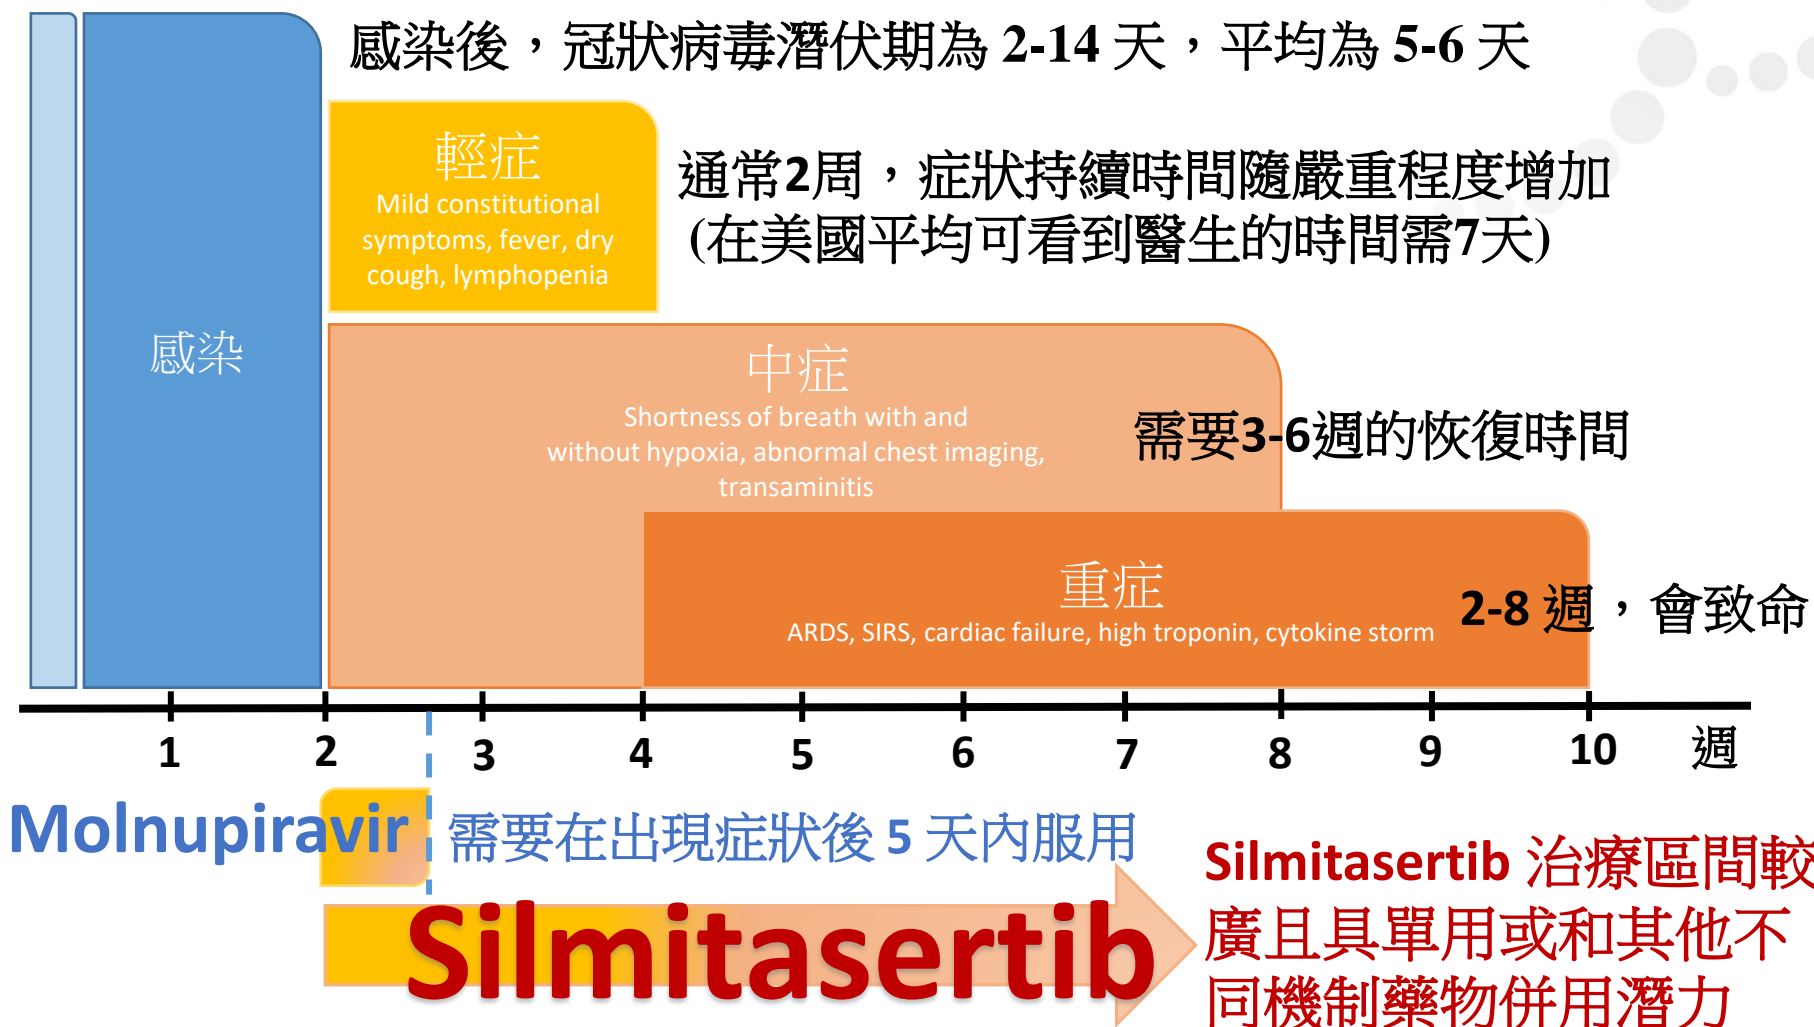 感染後，冠狀病毒潛伏期為 2-14 天，平均為 5-6 天
輕症
Mild constitutional
symptoms, fever, dry
cough, lymphopenia
通常2周，症狀持續時間隨嚴重程度增加
(在美國平均可看到醫生的時間需7天)
感染
中症
Shortness of breath with and
without hypoxia, abnormal chest imaging,
transaminitis
需要3-6週的恢復時間
重症
ARDS, SIRS, cardiac failure, high troponin, cytokine storm
2-8 週，會致命
1 2 3 4 5 6 7 8 9 10 週
Molnupiravir
需要在出現症狀後 5 天內服用
Silmitasertib
Silmitasertib 治療區間較
廣且具單用或和其他不
同機制藥物併用潛力